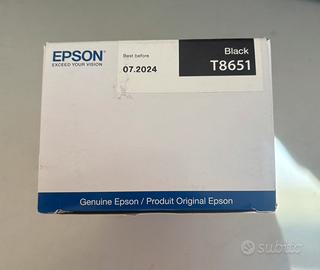 EPSON
EXCEED YOUR VISION
Best before
07.2024
Black
T8651
Genuine Epson / Produit Original Epson
subito